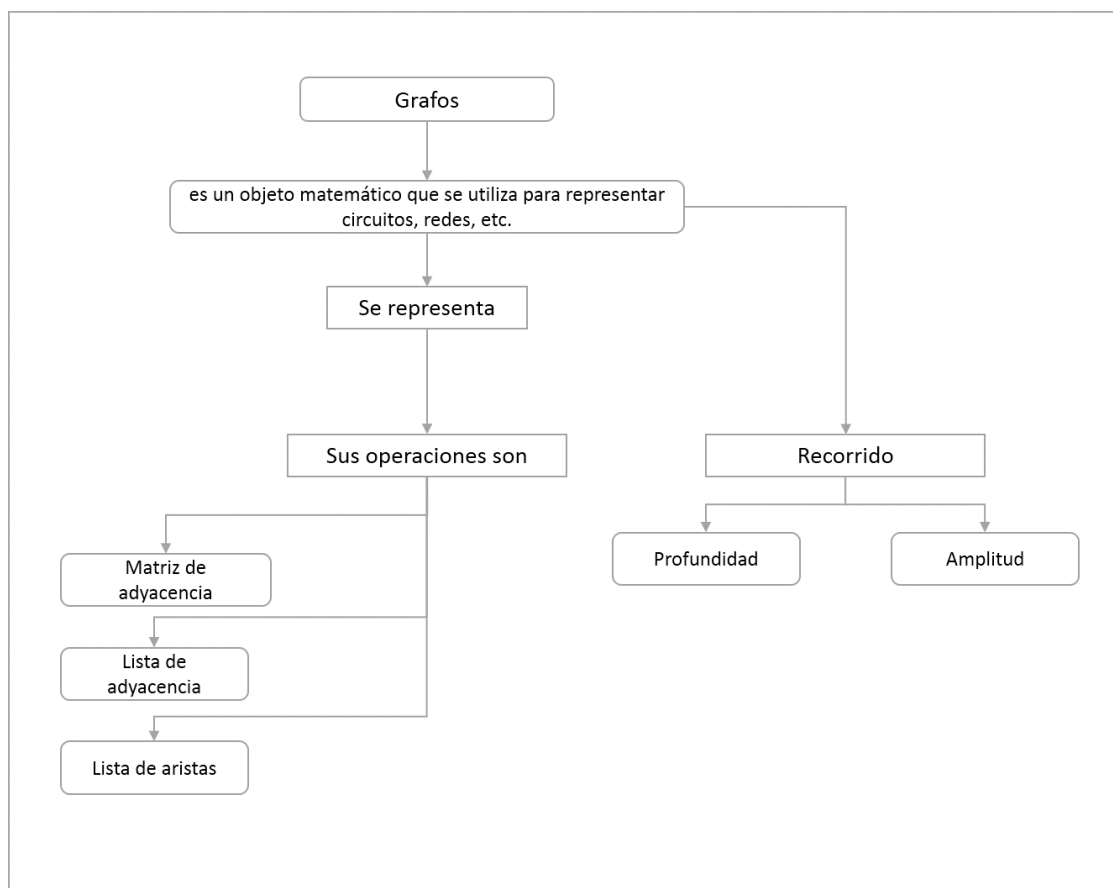 Grafos
es un objeto matemático que se utiliza para representar
circuitos, redes, etc.
Se representa
Sus operaciones son
Recorrido
Matriz de
adyacencia
Lista de
adyacencia
Lista de aristas
Profundidad
Amplitud